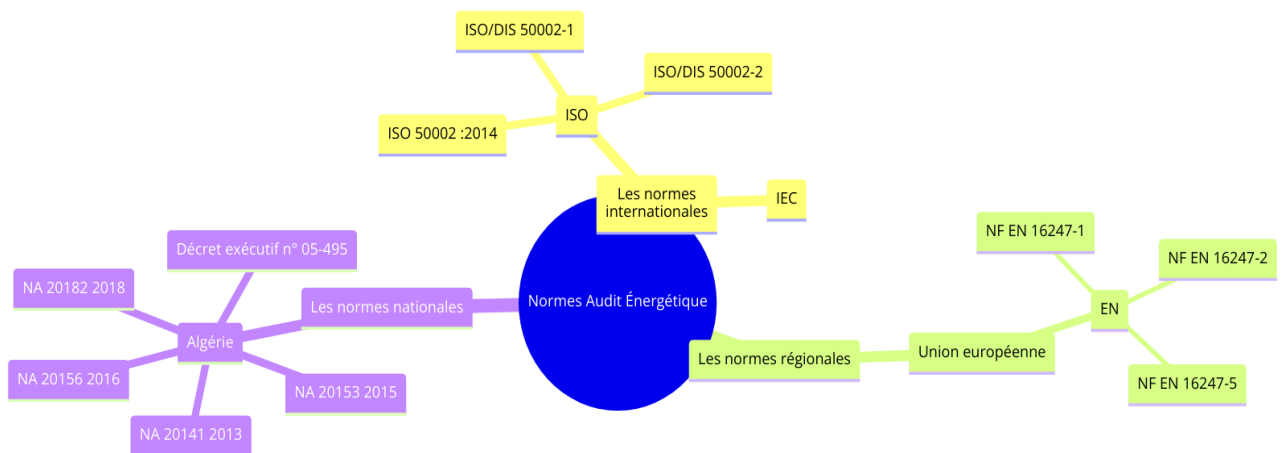 ISO/DIS 50002-1
ISO/DIS 50002-2
ISO
ISO 50002 :2014
Les normes
internationales
IEC
NF EN 16247-1
NF EN 16247-2
EN
Union européenne
NF EN 16247-5
Les normes régionales
Normes Audit Énergétique
Décret exécutif n° 05-495
NA 20182 2018
Les normes nationales
Algérie
NA 20156 2016
NA 20153 2015
NA 20141 2013